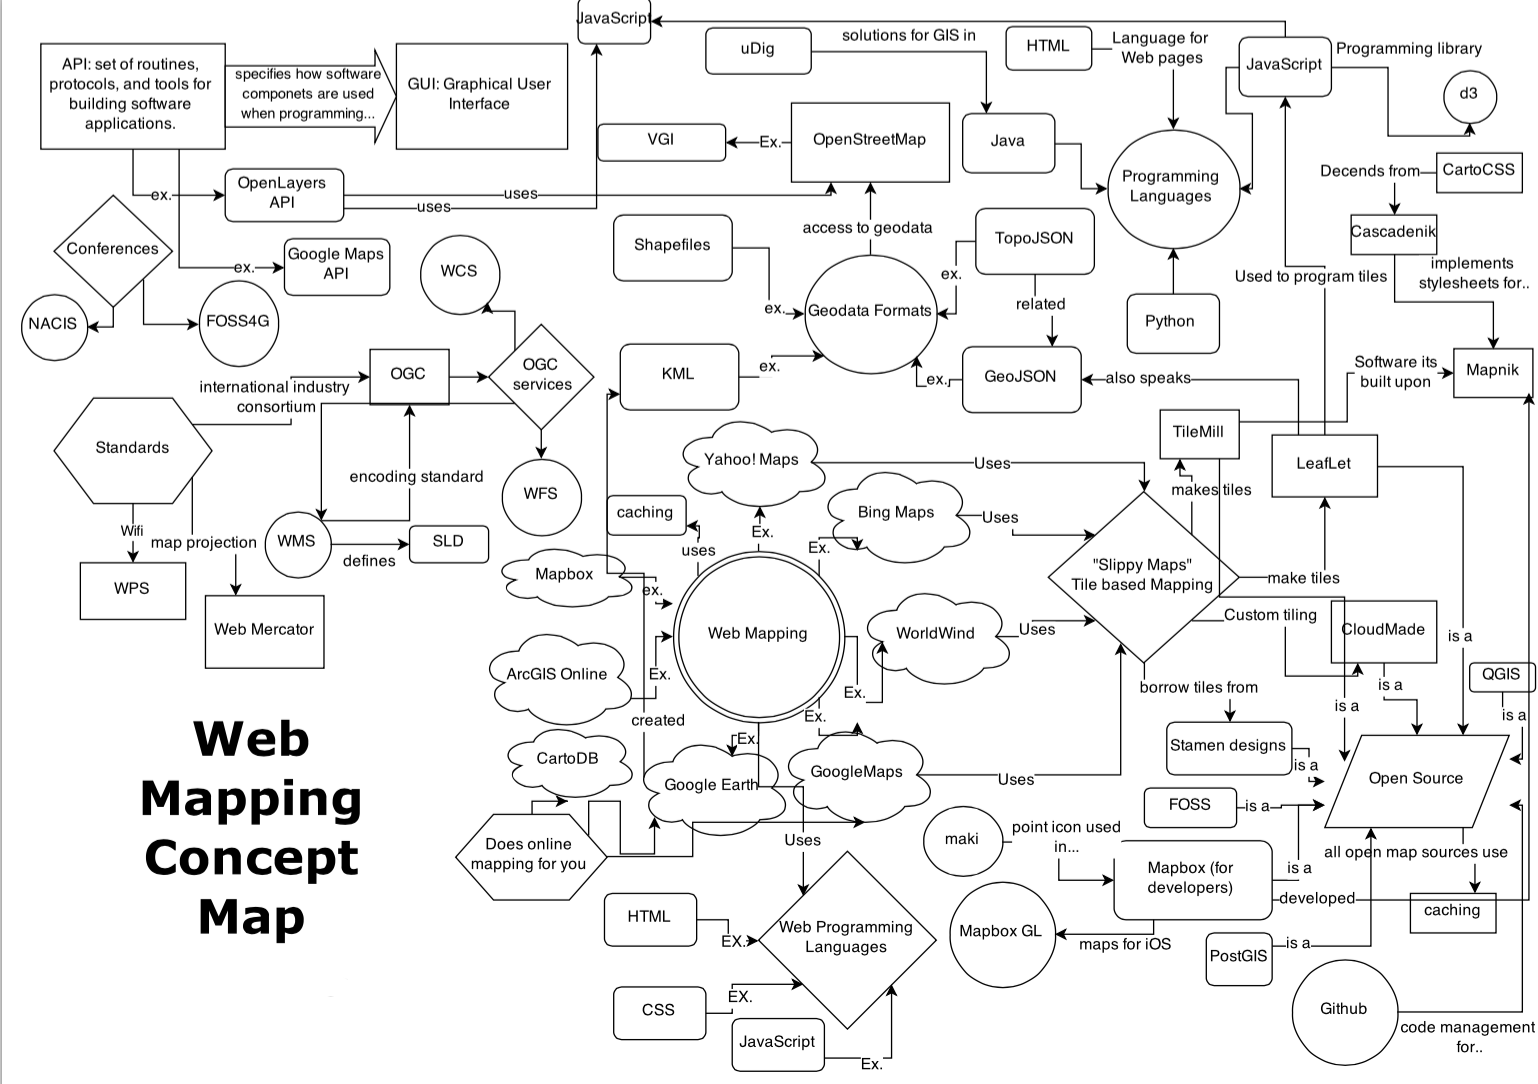 JavaScript
API: set of routines,
protocols, and tools for
building software
applications.
specifies how software
componets are used
when programming...
GUI: Graphical User
Interface
uDig
solutions for GIS in
HTML
Language for
Web pages
JavaScript
Programming library
d3
VGI
Ex.
OpenStreetMap
Java
Programming
Languages
Decends from
CartoCSS
ex.
OpenLayers
API
uses
uses
Conferences
ex.
Google Maps
API
NACIS
FOSS4G
WCS
Shapefiles
access to geodata
TopoJSON
ex.
ex.
Geodata Formats
related
Used to program tiles
Python
Cascadenik
implements
stylesheets for..
OGC
OGC
services
international industry
consortium
KML
ex.
ex.
GeoJSON
also speaks
Software its
built upon
Mapnik
Standards
encoding standard
WFS
Yahoo! Maps
Uses
TileMill
LeafLet
makes tiles
Wifi
map projection
WMS
defines
SLD
WPS
Web Mercator
caching
uses
Ex.
Ex.
Bing Maps
Uses
"Slippy Maps"
Tile based Mapping
make tiles
Mapbox
ex.
Web Mapping
WorldWind
Uses
Custom tiling
CloudMade
is a
ArcGIS Online
Ex.
Ex.
created
Ex.
borrow tiles from
is a
is a
QGIS
is a
Web
Mapping
Concept
Map
CartoDB
Ex.
Google Earth
GoogleMaps
Uses
Stamen designs
is a
Open Source
FOSS
is a
Does online
mapping for you
Uses
maki
point icon used
in...
Mapbox (for
developers)
is a
all open map sources use
developed
caching
HTML
EX.
Web Programming
Languages
Mapbox GL
maps for iOS
PostGIS
is a
CSS
EX.
JavaScript
Ex.
Github
code management
for..